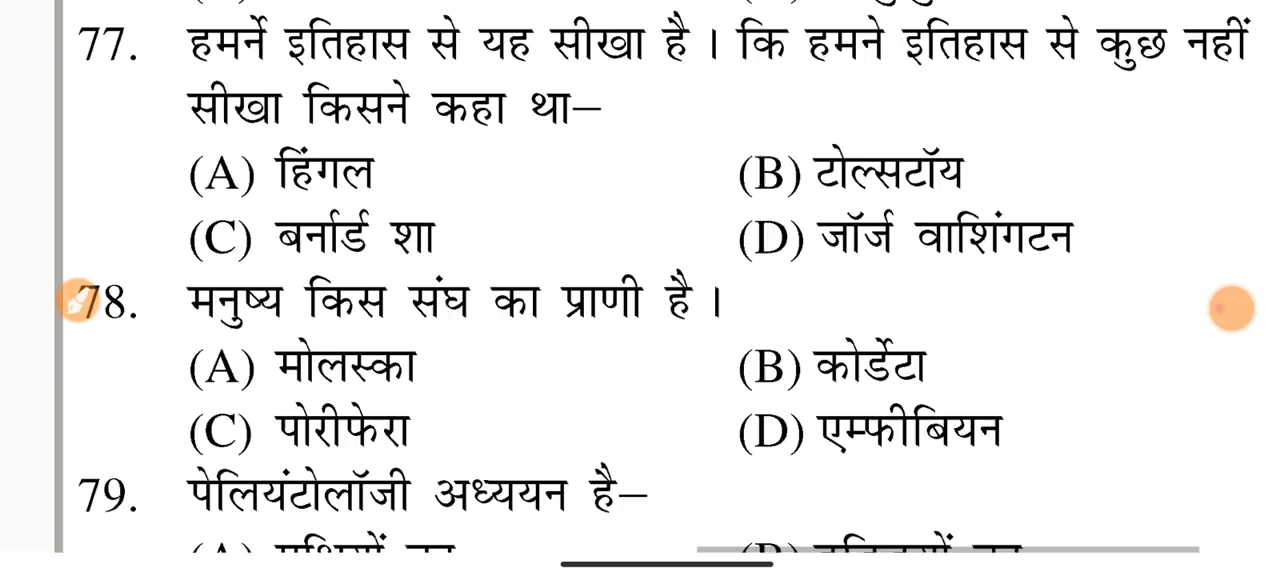 77. हमर्ने इतिहास से यह सीखा है । कि हमने इतिहास से कुछ नहीं
सीखा किसने कहा था–
(A) हिंगल (B) टोल्सटॉय
(C) बर्नार्ड शा (D) जॉर्ज वाशिंगटन
78. मनुष्य किस संघ का प्राणी है ।
(A) मोलस्का (B) कोर्डेटा
(C) पोरीफेरा (D) एम्फीबियन
79. पेलियंटोलॉजी अध्ययन है–